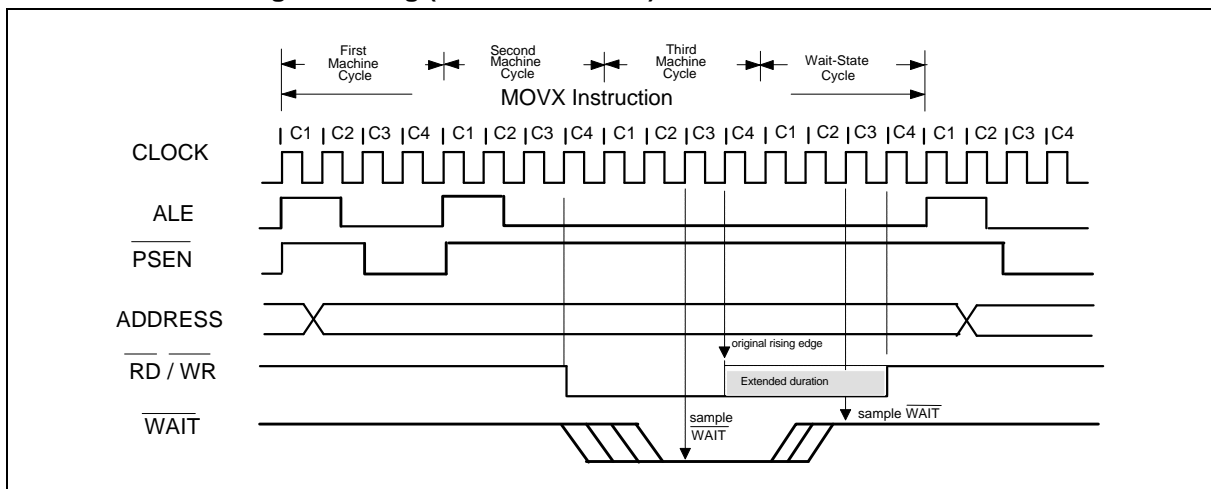 First
Machine
Cycle
Second
Machine
Cycle
Third
Machine
Cycle
Wait-State
Cycle
MOVX Instruction
C1 C2 C3 C4 C1 C2 C3 C4 C1 C2 C3 C4 C1 C2 C3 C4 C1 C2 C3 C4
CLOCK
ALE
PSEN
ADDRESS
original rising edge
RD / WR
Extended duration
WAIT
sample
WAIT
sample WAIT